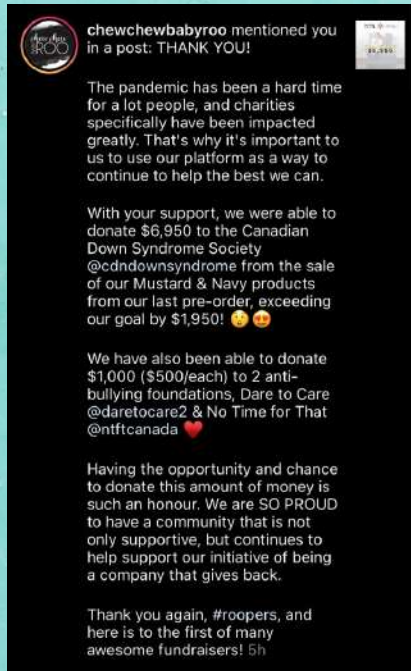 chewchewbabyroo mentioned you
in a post: THANK YOU!
The pandemic has been a hard time
for a lot people, and charities
specifically have been impacted
greatly. That's why it's important to
us to use our platform as a way to
continue to help the best we can.
With your support, we were able to
donate $6,950 to the Canadian
Down Syndrome Society
@cdndownsyndrome from the sale
of our Mustard & Navy products
from our last pre-order, exceeding
our goal by $1,950! 😲😍
We have also been able to donate
$1,000 ($500/each) to 2 anti-
bullying foundations, Dare to Care
@daretocare2 & No Time for That
@ntftcanada ❤️
Having the opportunity and chance
to donate this amount of money is
such an honour. We are SO PROUD
to have a community that is not
only supportive, but continues to
help support our initiative of being
a company that gives back.
Thank you again, #roopers, and
here is to the first of many
awesome fundraisers! 5h